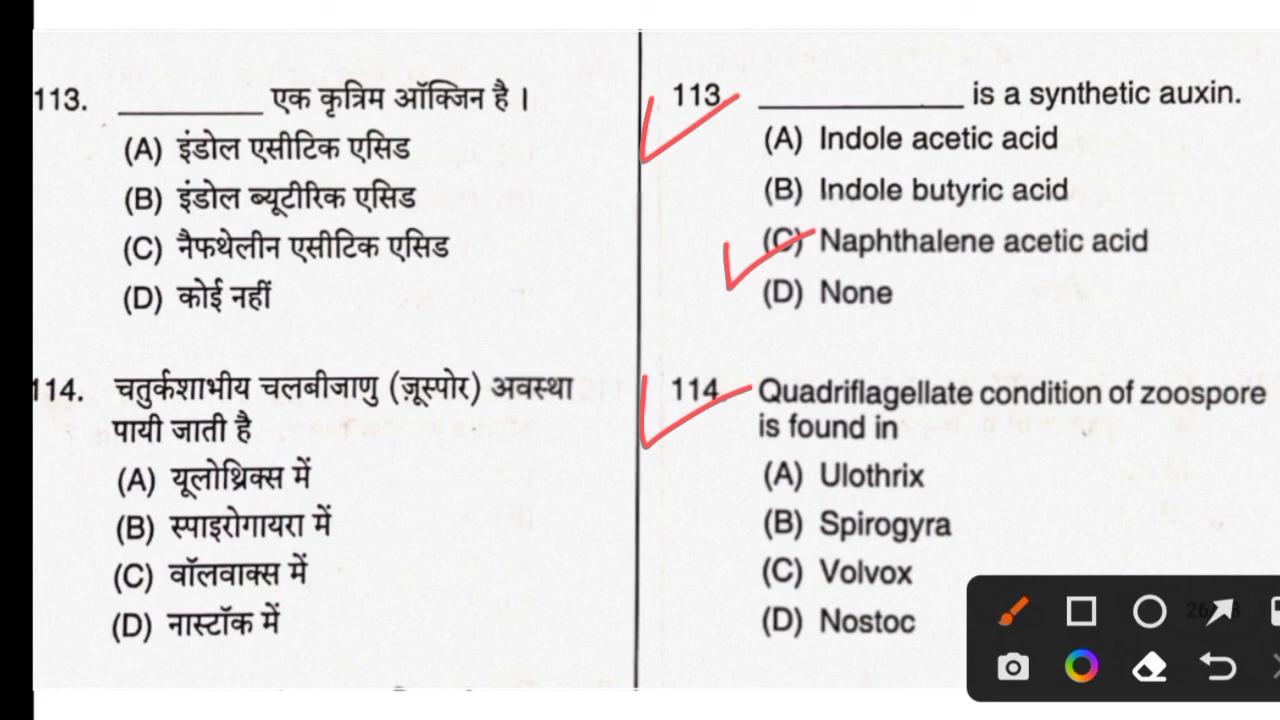 113. ________ एक कृत्रिम ऑक्जिन है ।
(A) इंडोल एसीटिक एसिड
(B) इंडोल ब्यूटीरिक एसिड
(C) नैफथेलीन एसीटिक एसिड
(D) कोई नहीं
114. चतुर्कशाभीय चलबीजाणु (ज़ूस्पोर) अवस्था
पायी जाती है
(A) यूलोथ्रिक्स में
(B) स्पाइरोगायरा में
(C) वॉलवाक्स में
(D) नास्टॉक में
113. ________ is a synthetic auxin.
(A) Indole acetic acid
(B) Indole butyric acid
(C) Naphthalene acetic acid
(D) None
114. Quadriflagellate condition of zoospore
is found in
(A) Ulothrix
(B) Spirogyra
(C) Volvox
(D) Nostoc